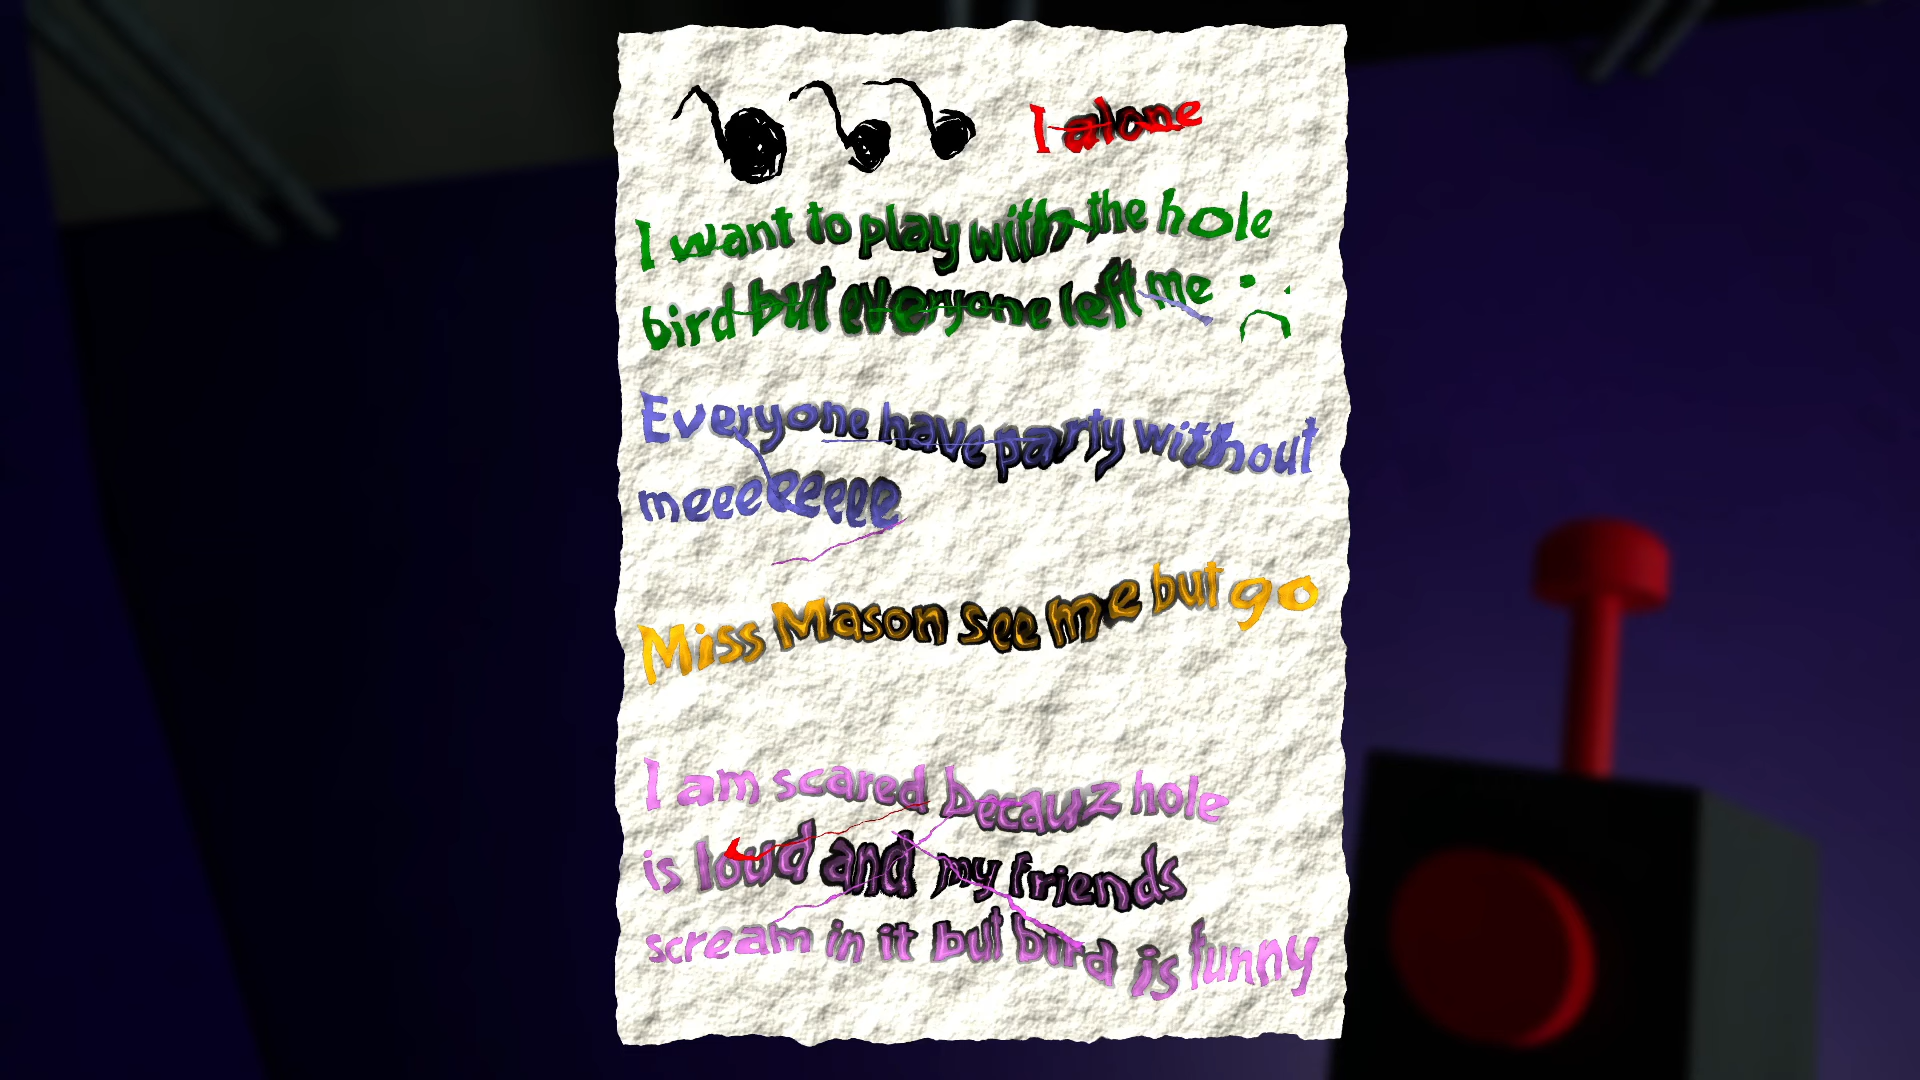 I alone
I want to play with the hole
bird but everyone left me :(
Everyone have party without
meeeeeeee
Miss Mason see me but go
I am scared becauz hole
is loud and my friends
scream in it but bird is funny